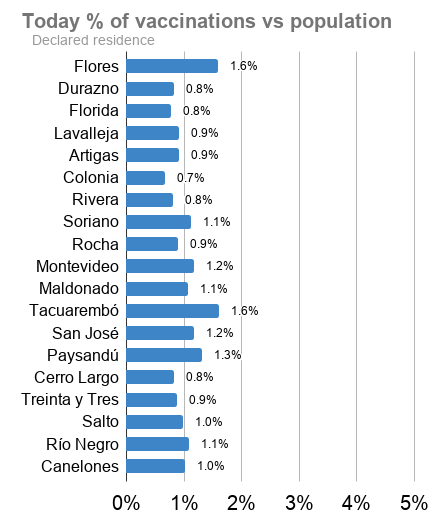 Today % of vaccinations vs population
Declared residence
Flores 1.6%
Durazno 0.8%
Florida 0.8%
Lavalleja 0.9%
Artigas 0.9%
Colonia 0.7%
Rivera 0.8%
Soriano 1.1%
Rocha 0.9%
Montevideo 1.2%
Maldonado 1.1%
Tacuarembó 1.6%
San José 1.2%
Paysandú 1.3%
Cerro Largo 0.8%
Treinta y Tres 0.9%
Salto 1.0%
Río Negro 1.1%
Canelones 1.0%
0% 1% 2% 3% 4% 5%